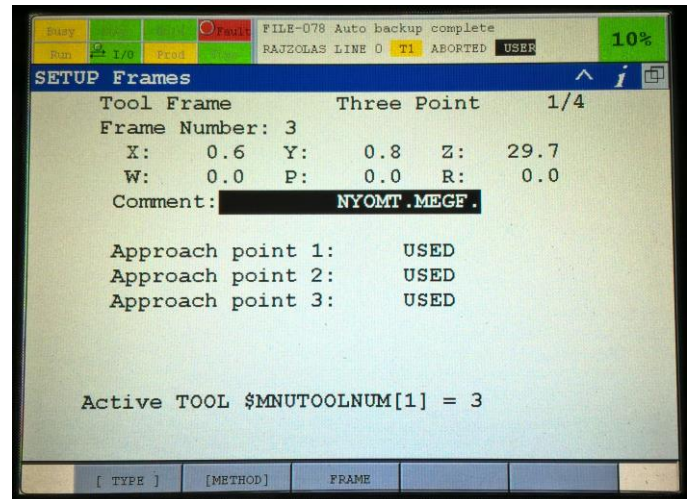 Busy Fault FILE-078 Auto backup complete
Run I/O Prod RAJZOLAS LINE 0 T1 ABORTED USER 10%
SETUP Frames i
Tool Frame Three Point 1/4
Frame Number: 3
X: 0.6 Y: 0.8 Z: 29.7
W: 0.0 P: 0.0 R: 0.0
Comment: NYOMT.MEGF.
Approach point 1: USED
Approach point 2: USED
Approach point 3: USED
Active TOOL $MNUTOOLNUM[1] = 3
[ TYPE ] [METHOD] FRAME